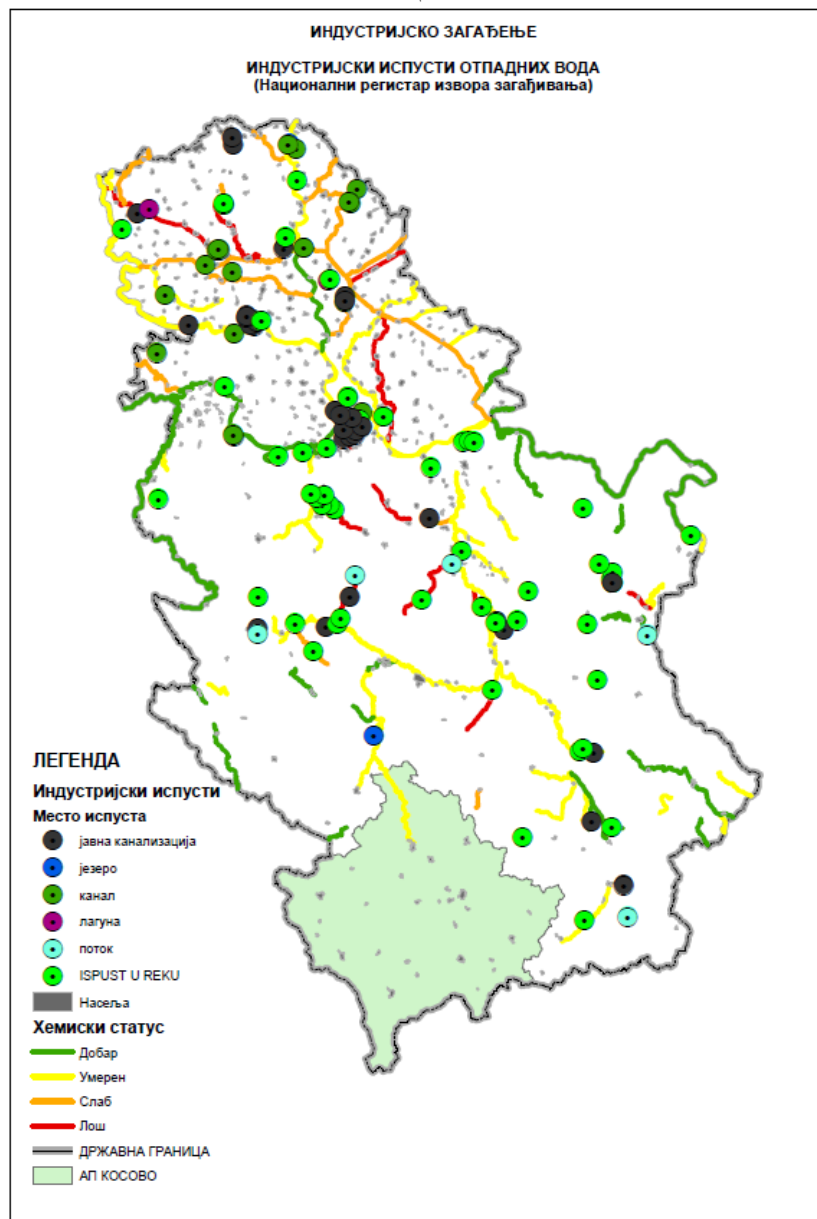 ИНДУСТРИЈСКО ЗАГАЂЕЊЕ
ИНДУСТРИЈСКИ ИСПУСТИ ОТПАДНИХ ВОДА
(Национални регистар извора загађивања)
ЛЕГЕНДА
Индустријски испусти
Место испуста
јавна канализација
језеро
канал
лагуна
поток
ISPUST U REKU
Насеља
Хемиски статус
Добар
Умерен
Слаб
Лош
ДРЖАВНА ГРАНИЦА
АП КОСОВО